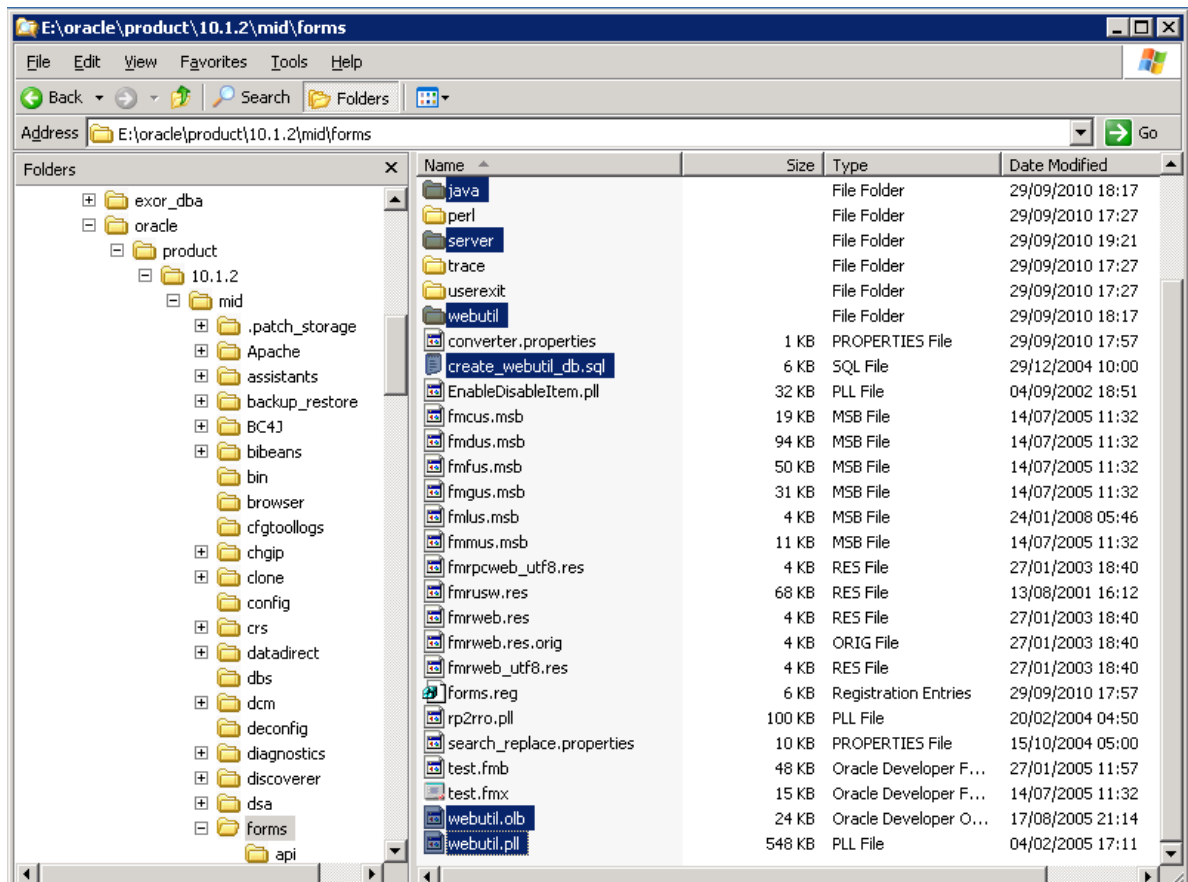 E:\oracle\product\10.1.2\mid\forms
File Edit View Favorites Tools Help
Back Search Folders
Address E:\oracle\product\10.1.2\mid\forms Go
Folders
exor_dba
oracle
product
10.1.2
mid
.patch_storage
Apache
assistants
backup_restore
BC4J
bibeans
bin
browser
cfgtoollogs
chgip
clone
config
crs
datadirect
dbs
dcm
deconfig
diagnostics
discoverer
dsa
forms
api
Name Size Type Date Modified
java File Folder 29/09/2010 18:17
perl File Folder 29/09/2010 17:27
server File Folder 29/09/2010 19:21
trace File Folder 29/09/2010 17:27
userexit File Folder 29/09/2010 17:27
webutil File Folder 29/09/2010 18:17
converter.properties 1 KB PROPERTIES File 29/09/2010 17:57
create_webutil_db.sql 6 KB SQL File 29/12/2004 10:00
EnableDisableItem.pll 32 KB PLL File 04/09/2002 18:51
fmcus.msb 19 KB MSB File 14/07/2005 11:32
fmdus.msb 94 KB MSB File 14/07/2005 11:32
fmfus.msb 50 KB MSB File 14/07/2005 11:32
fmgus.msb 31 KB MSB File 14/07/2005 11:32
fmlus.msb 4 KB MSB File 24/01/2008 05:46
fmmus.msb 11 KB MSB File 14/07/2005 11:32
fmrpcweb_utf8.res 4 KB RES File 27/01/2003 18:40
fmrusw.res 68 KB RES File 13/08/2001 16:12
fmrweb.res 4 KB RES File 27/01/2003 18:40
fmrweb.res.orig 4 KB ORIG File 27/01/2003 18:40
fmrweb_utf8.res 4 KB RES File 27/01/2003 18:40
forms.reg 6 KB Registration Entries 29/09/2010 17:57
rp2rro.pll 100 KB PLL File 20/02/2004 04:50
search_replace.properties 10 KB PROPERTIES File 15/10/2004 05:00
test.fmb 48 KB Oracle Developer F... 27/01/2005 11:57
test.fmx 15 KB Oracle Developer F... 14/07/2005 11:32
webutil.olb 24 KB Oracle Developer O... 17/08/2005 21:14
webutil.pll 548 KB PLL File 04/02/2005 17:11